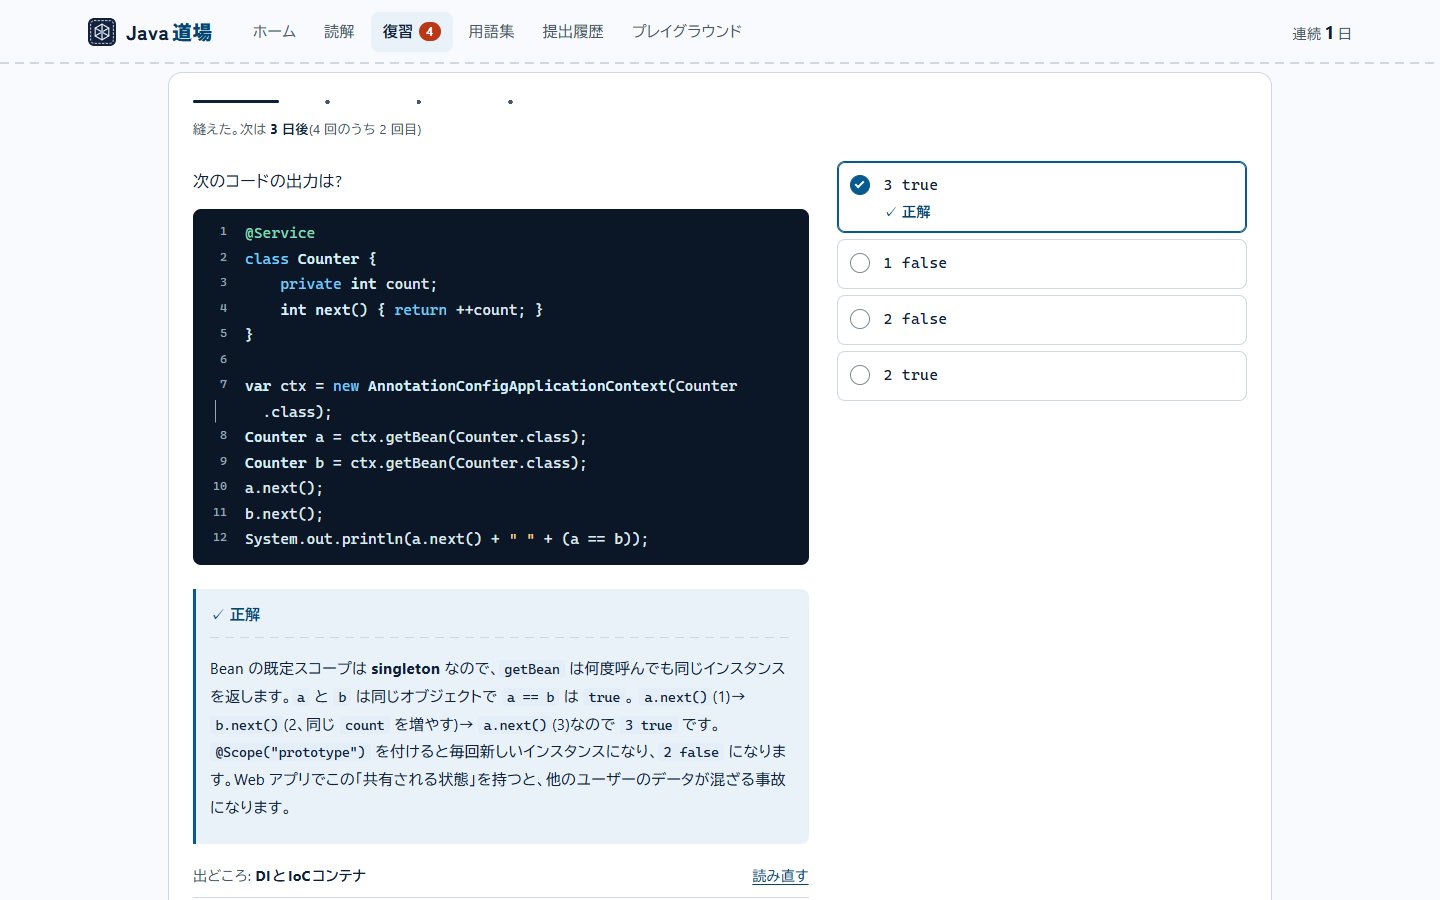 Java 道場
ホーム
読解
復習 4
用語集
提出履歴
プレイグラウンド
連続 1 日
縫えた。次は 3 日後(4 回のうち 2 回目)
次のコードの出力は?
1 @Service
2 class Counter {
3     private int count;
4     int next() { return ++count; }
5 }
6
7 var ctx = new AnnotationConfigApplicationContext(Counter
.class);
8 Counter a = ctx.getBean(Counter.class);
9 Counter b = ctx.getBean(Counter.class);
10 a.next();
11 b.next();
12 System.out.println(a.next() + " " + (a == b));
3 true
✓ 正解
1 false
2 false
2 true
✓ 正解
Bean の既定スコープは singleton なので、 getBean は何度呼んでも同じインスタンス
を返します。 a と b は同じオブジェクトで a == b は true 。 a.next() (1)→
b.next() (2、同じ count を増やす)→ a.next() (3)なので 3 true です。
@Scope("prototype") を付けると毎回新しいインスタンスになり、 2 false になりま
す。Web アプリでこの「共有される状態」を持つと、他のユーザーのデータが混ざる事故
になります。
出どころ: DIとIoCコンテナ
読み直す